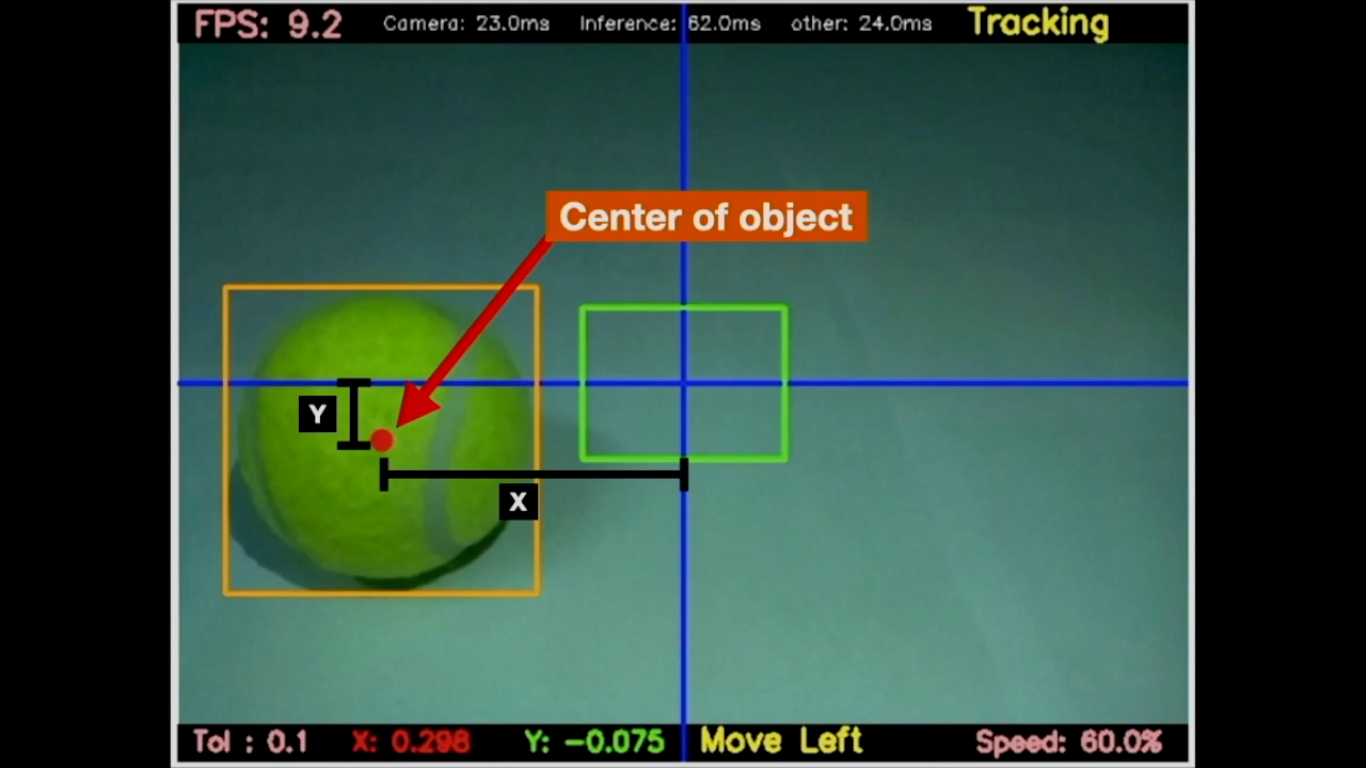 FPS: 9.2 Camera: 23.0ms Inference: 62.0ms other: 24.0ms Tracking
Center of object
Y
X
Tol : 0.1 X: 0.298 Y: -0.075 Move Left Speed: 60.0%